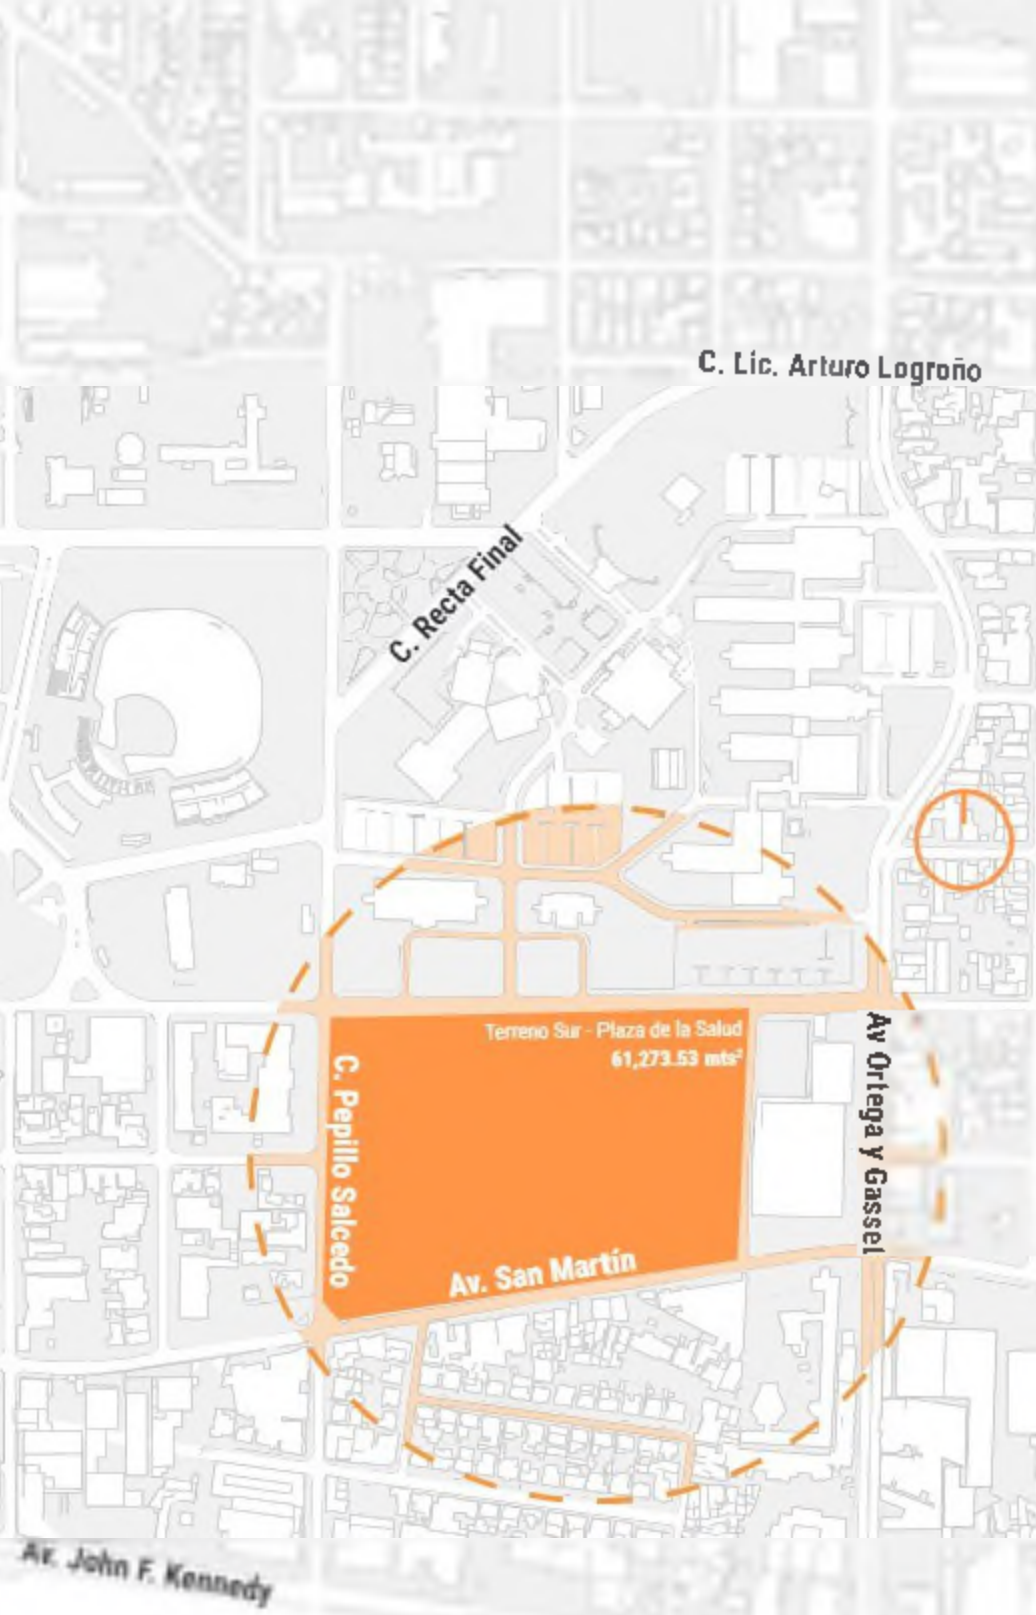 C. Lic. Arturo Logroño
C. Recta Final
Terreno Sur - Plaza de la Salud
61,273.53 mts²
C. Pepillo Salcedo
Av Ortega y Gassel
Av. San Martín
Av. John F. Kennedy